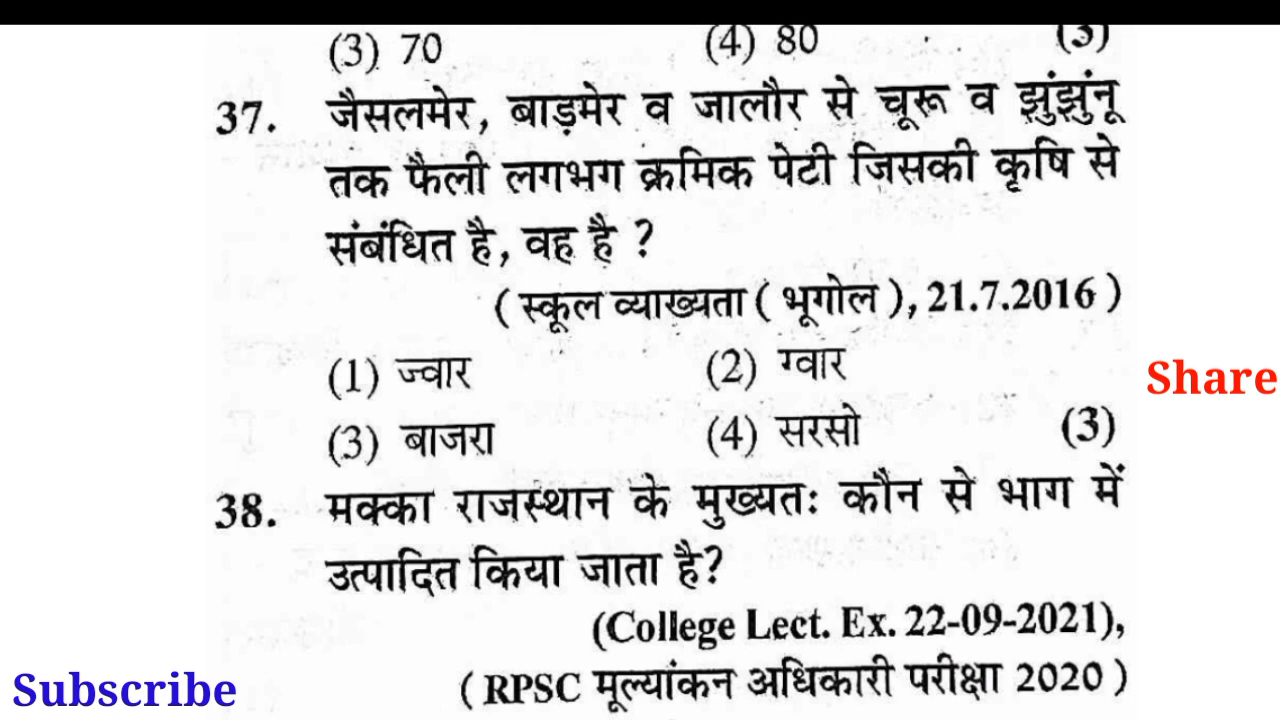 (3) 70 (4) 80 (3)
37. जैसलमेर, बाड़मेर व जालौर से चूरू व झुंझुंनू
तक फैली लगभग क्रमिक पेटी जिसकी कृषि से
संबंधित है, वह है ?
( स्कूल व्याख्यता ( भूगोल ), 21.7.2016 )
(1) ज्वार (2) ग्वार
Share
(3) बाजरा (4) सरसो (3)
38. मक्का राजस्थान के मुख्यतः कौन से भाग में
उत्पादित किया जाता है?
(College Lect. Ex. 22-09-2021),
Subscribe
( RPSC मूल्यांकन अधिकारी परीक्षा 2020 )